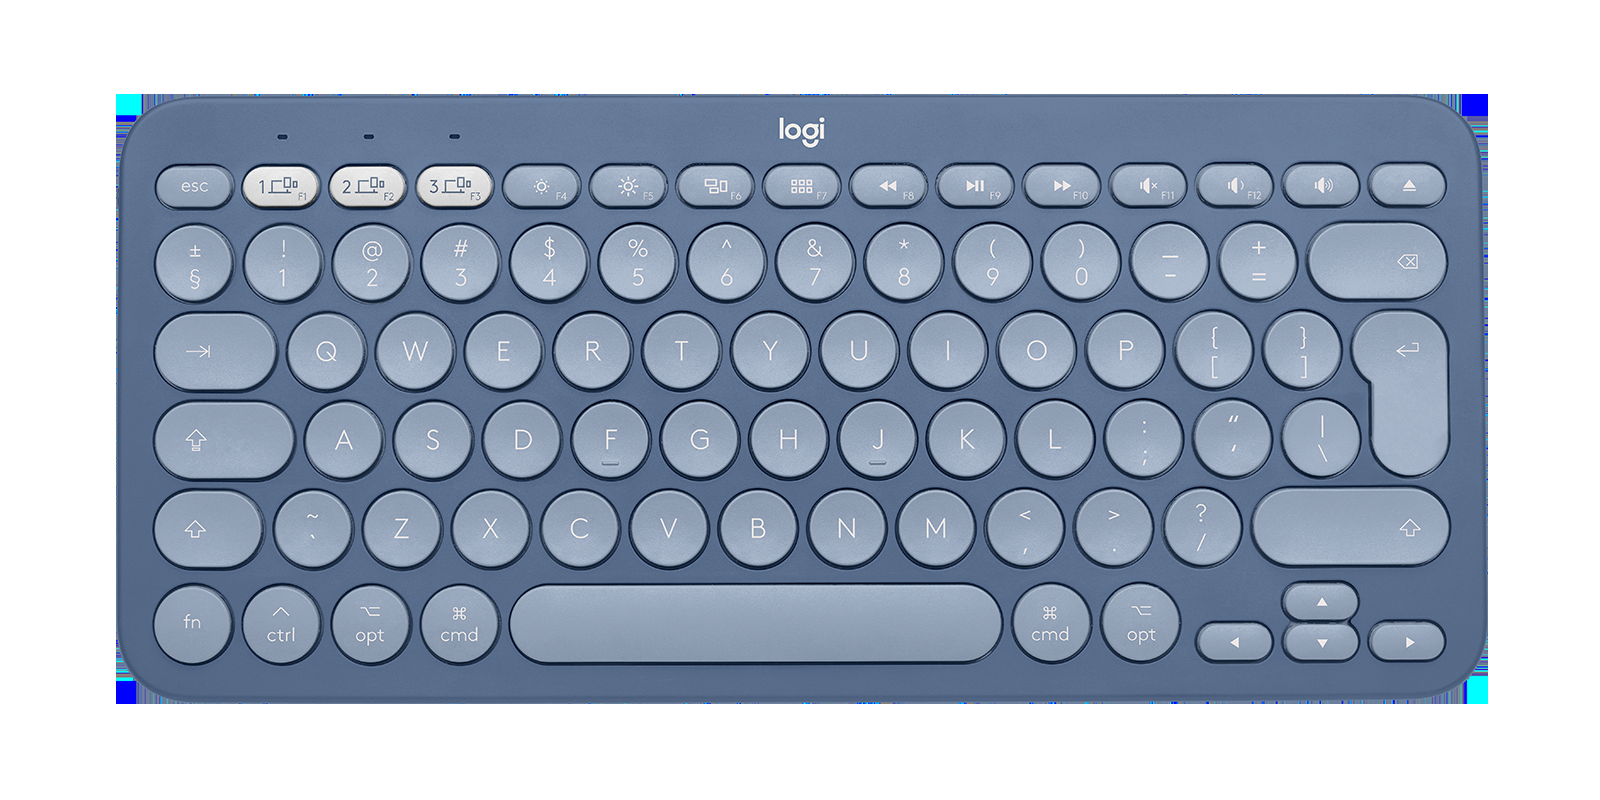 logi
esc 1 F1 2 F2 3 F3 F4 F5 F6 F7 F8 F9 F10 F11 F12
± ! @ # $ % ^ & * ( ) _ +
§ 1 2 3 4 5 6 7 8 9 0 - =
Q W E R T Y U I O P { }
[ ]
A S D F G H J K L : “ |
; ‘ \
~ Z X C V B N M < > ?
` , . /
fn ctrl opt cmd cmd opt